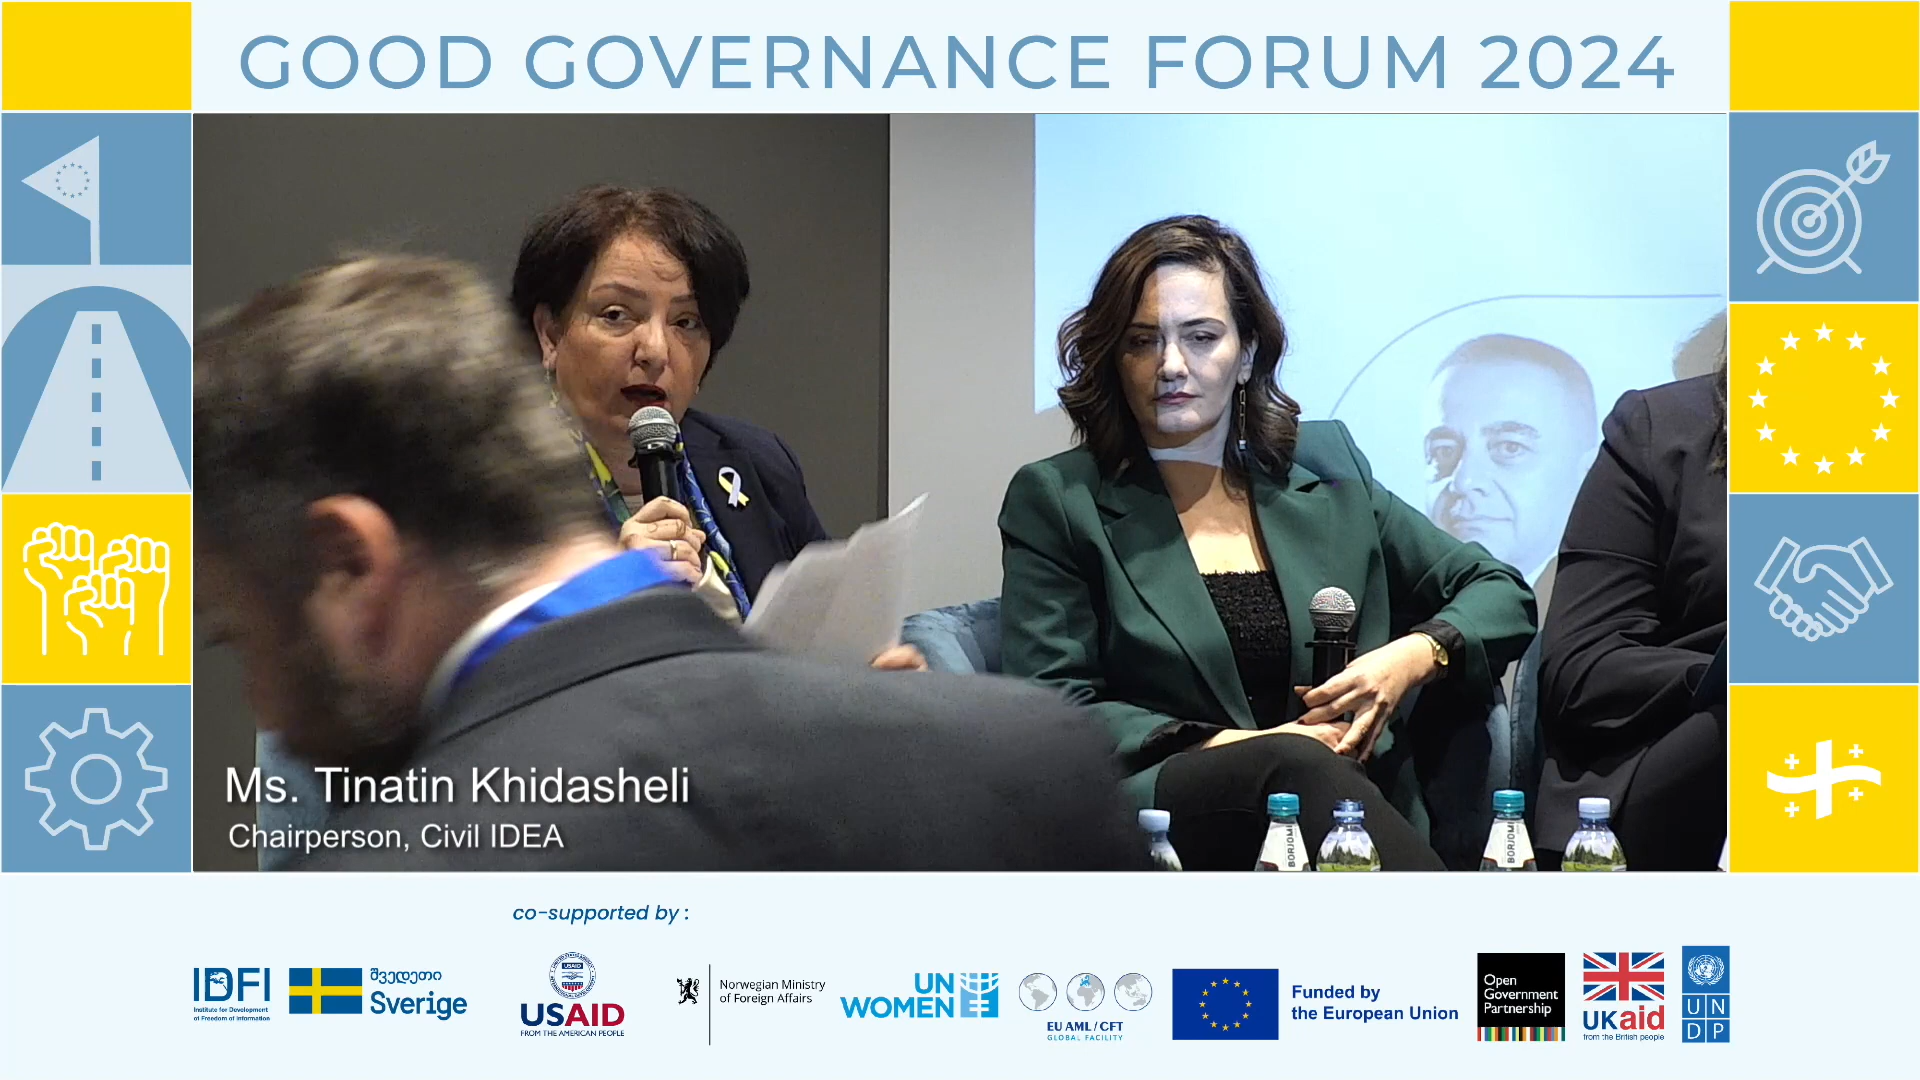 GOOD GOVERNANCE FORUM 2024
Ms. Tinatin Khidasheli
Chairperson, Civil IDEA
BORJOMI
BORJOMI
co-supported by :
IDFI
Institute for Development
of Freedom of Information
შვედეთი
Sverige
USAID
USAID
FROM THE AMERICAN PEOPLE
Norwegian Ministry
of Foreign Affairs
UN
WOMEN
EU AML / CFT
GLOBAL FACILITY
Funded by
the European Union
Open
Government
Partnership
UKaid
from the British people
UN
DP